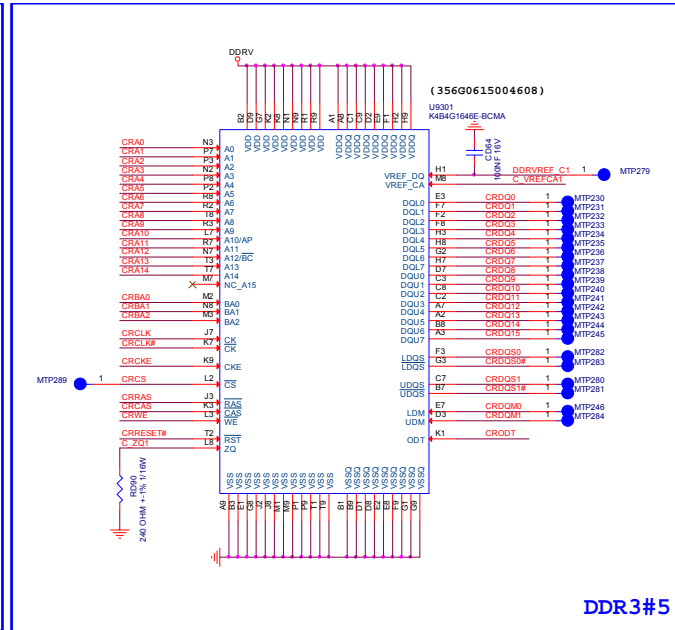 DDRV
(356G0615004608)
U9301
K4B4G1646E-BCMA
B2 D9 G7 K2 K8 N1 N9 R1 R9 A1 A8 C1 C9 D2 E9 F1 H2 H9
VDD VDD VDD VDD VDD VDD VDD VDD VDD VDDQ VDDQ VDDQ VDDQ VDDQ VDDQ VDDQ VDDQ VDDQ
CD64
100NF 16V
CRA0 N3 A0
CRA1 P7 A1
CRA2 P3 A2
CRA3 N2 A3
CRA4 P8 A4
CRA5 P2 A5
CRA6 R8 A6
CRA7 R2 A7
CRA8 T8 A8
CRA9 R3 A9
CRA10 L7 A10/AP
CRA11 R7 A11
CRA12 N7 A12/BC
CRA13 T3 A13
CRA14 T7 A14
M7 NC_A15
CRBA0 M2 BA0
CRBA1 N8 BA1
CRBA2 M3 BA2
CRCLK J7 CK
CRCLK# K7 CK
CRCKE K9 CKE
MTP289 1 CRCS L2 CS
CRRAS J3 RAS
CRCAS K3 CAS
CRWE L3 WE
CRRESET# T2 RST
C_ZQ1 L8 ZQ
RD90
240 OHM +-1% 1/16W
VREF_DQ H1 DDRVREF_C1 1 MTP279
VREF_CA M8 C_VREFCA1
DQL0 E3 CRDQ0 1 MTP230
DQL1 F7 CRDQ1 1 MTP231
DQL2 F2 CRDQ2 1 MTP232
DQL3 F8 CRDQ3 1 MTP233
DQL4 H3 CRDQ4 1 MTP234
DQL5 H8 CRDQ5 1 MTP235
DQL6 G2 CRDQ6 1 MTP236
DQL7 H7 CRDQ7 1 MTP237
DQU0 D7 CRDQ8 1 MTP238
DQU1 C3 CRDQ9 1 MTP239
DQU2 C8 CRDQ10 1 MTP240
DQU3 C2 CRDQ11 1 MTP241
DQU4 A7 CRDQ12 1 MTP242
DQU5 A2 CRDQ13 1 MTP243
DQU6 B8 CRDQ14 1 MTP244
DQU7 A3 CRDQ15 1 MTP245
LDQS F3 CRDQS0 1 MTP282
LDQS G3 CRDQS0# 1 MTP283
UDQS C7 CRDQS1 1 MTP280
UDQS B7 CRDQS1# 1 MTP281
LDM E7 CRDQM0 1 MTP246
UDM D3 CRDQM1 1 MTP284
ODT K1 CRODT
VSS VSS VSS VSS VSS VSS VSS VSS VSS VSS VSS VSS VSSQ VSSQ VSSQ VSSQ VSSQ VSSQ VSSQ VSSQ VSSQ
A9 B3 E1 G8 J2 J8 M1 M9 P1 P9 T1 T9 B1 B9 D1 D8 E2 E8 F9 G1 G9
DDR3#5